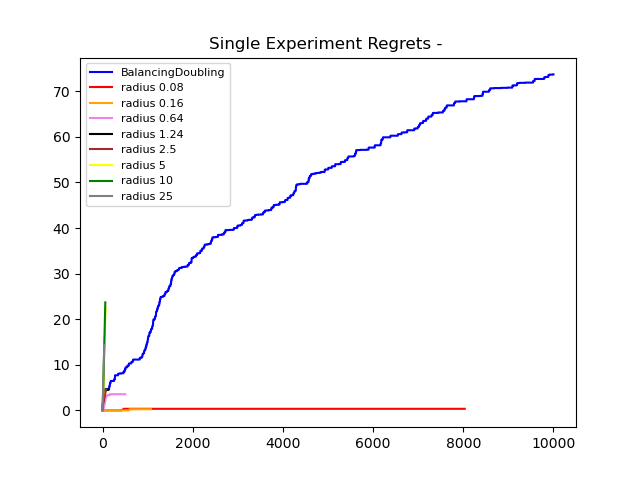 Single Experiment Regrets -
BalancingDoubling
radius 0.08
radius 0.16
radius 0.64
radius 1.24
radius 2.5
radius 5
radius 10
radius 25
70
60
50
40
30
20
10
0
0 2000 4000 6000 8000 10000